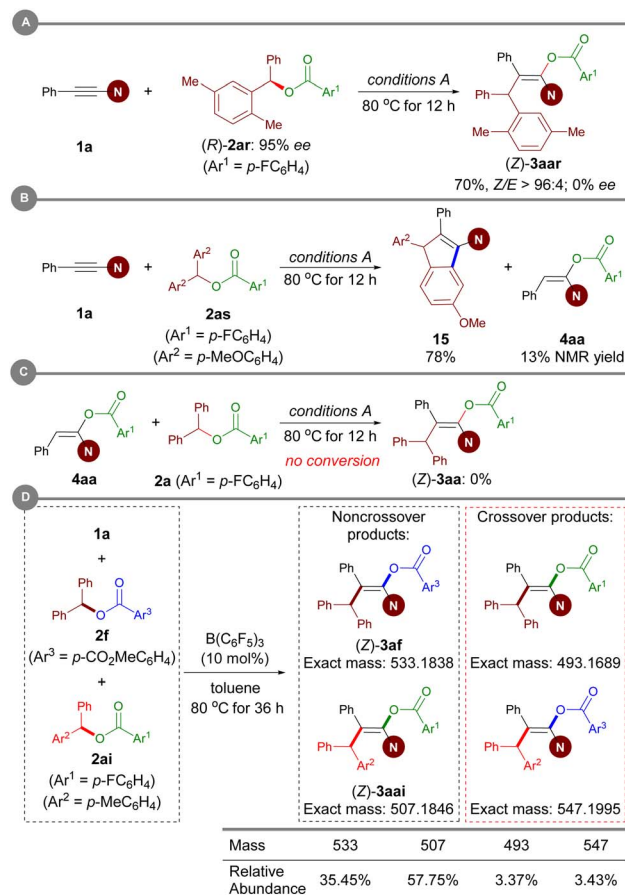 A
Ph
N
+
1a
Me
Ph
O
O
Ar1
Me
(R)-2ar: 95% ee
(Ar1 = p-FC6H4)
conditions A
80 oC for 12 h
Ph
O
O
Ar1
N
Ph
Me
Me
(Z)-3aar
70%, Z/E > 96:4; 0% ee
B
Ph
N
+
1a
Ar2
Ar2
O
O
Ar1
2as
(Ar1 = p-FC6H4)
(Ar2 = p-MeOC6H4)
conditions A
80 oC for 12 h
Ph
N
Ar2
OMe
15
78%
+
O
O
Ar1
Ph
N
4aa
13% NMR yield
C
O
O
Ar1
Ph
N
4aa
+
Ph
Ph
O
O
Ar1
2a (Ar1 = p-FC6H4)
conditions A
80 oC for 12 h
no conversion
Ph
O
O
Ar1
N
Ph
Ph
(Z)-3aa: 0%
D
1a
+
Ph
Ph
O
O
Ar3
2f
(Ar3 = p-CO2MeC6H4)
+
Ph
Ar2
O
O
Ar1
2ai
(Ar1 = p-FC6H4)
(Ar2 = p-MeC6H4)
B(C6F5)3
(10 mol%)
toluene
80 oC for 36 h
Noncrossover
products:
Ph
O
O
Ar3
N
Ph
Ph
(Z)-3af
Exact mass: 533.1838
Ph
O
O
Ar1
N
Ph
Ar2
(Z)-3aai
Exact mass: 507.1846
Crossover products:
Ph
O
O
Ar1
N
Ph
Ph
Exact mass: 493.1689
Ph
O
O
Ar3
N
Ph
Ar2
Exact mass: 547.1995
Mass 533 507 493 547
Relative
Abundance 35.45% 57.75% 3.37% 3.43%